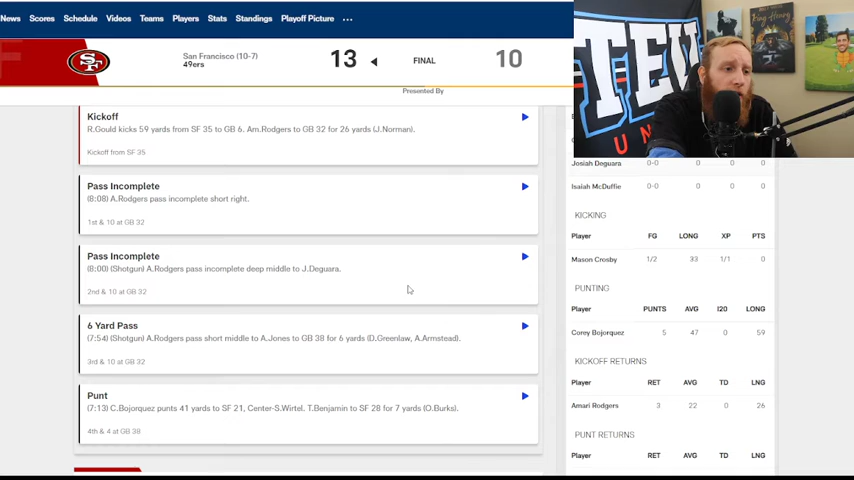 News Scores Schedule Videos Teams Players Stats Standings Playoff Picture ...
San Francisco (10-7)
49ers
13
FINAL
10
Presented By
SF
Kickoff
R.Gould kicks 59 yards from SF 35 to GB 6. Am.Rodgers to GB 32 for 26 yards (J.Norman).
Kickoff from SF 35
Pass Incomplete
(8:08) A.Rodgers pass incomplete short right.
1st & 10 at GB 32
Pass Incomplete
(8:00) (Shotgun) A.Rodgers pass incomplete deep middle to J.Deguara.
2nd & 10 at GB 32
6 Yard Pass
(7:54) (Shotgun) A.Rodgers pass short middle to A.Jones to GB 38 for 6 yards (D.Greenlaw, A.Armstead).
3rd & 10 at GB 32
Punt
(7:13) C.Bojorquez punts 41 yards to SF 21, Center-S.Wirtel. T.Benjamin to SF 28 for 7 yards (O.Burks).
4th & 4 at GB 38
Josiah Deguara 0-0 0 0 0
Isaiah McDuffie 0-0 0 0 0
KICKING
Player FG LONG XP PTS
Mason Crosby 1/2 33 1/1 0
PUNTING
Player PUNTS AVG I20 LONG
Corey Bojorquez 5 47 0 59
KICKOFF RETURNS
Player RET AVG TD LNG
Amari Rodgers 3 22 0 26
PUNT RETURNS
Player RET AVG TD LNG
King Henry